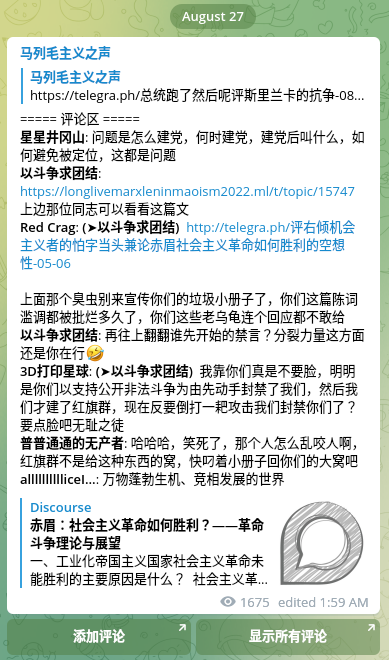 August 27
马列毛主义之声
马列毛主义之声
https://telegra.ph/总统跑了然后呢评斯里兰卡的抗争-08...
===== 评论区 =====
星星井冈山: 问题是怎么建党，何时建党，建党后叫什么，如
何避免被定位，这都是问题
以斗争求团结:
https://longlivemarxleninmaoism2022.ml/t/topic/15747
上边那位同志可以看看这篇文
Red Crag: (➤以斗争求团结) http://telegra.ph/评右倾机会
主义者的怕字当头兼论赤眉社会主义革命如何胜利的空想
性-05-06
上面那个臭虫别来宣传你们的垃圾小册子了，你们这篇陈词
滥调都被批烂多久了，你们这些老乌龟连个回应都不敢给
以斗争求团结: 再往上翻翻谁先开始的禁言？分裂力量这方面
还是你在行🤣
3D打印星球: (➤以斗争求团结) 我靠你们真是不要脸，明明
是你们以支持公开非法斗争为由先动手封禁了我们，然后我
们才建了红旗群，现在反要倒打一耙攻击我们封禁你们了？
要点脸吧无耻之徒
普普通通的无产者: 哈哈哈，笑死了，那个人怎么乱咬人啊，
红旗群不是给这种东西的窝，快叼着小册子回你们的大窝吧
alllllllllliceI...: 万物蓬勃生机、竞相发展的世界
Discourse
赤眉：社会主义革命如何胜利？——革命
斗争理论与展望
一、工业化帝国主义国家社会主义革命未
能胜利的主要原因是什么？ 社会主义革...
1675 edited 1:59 AM
添加评论
显示所有评论